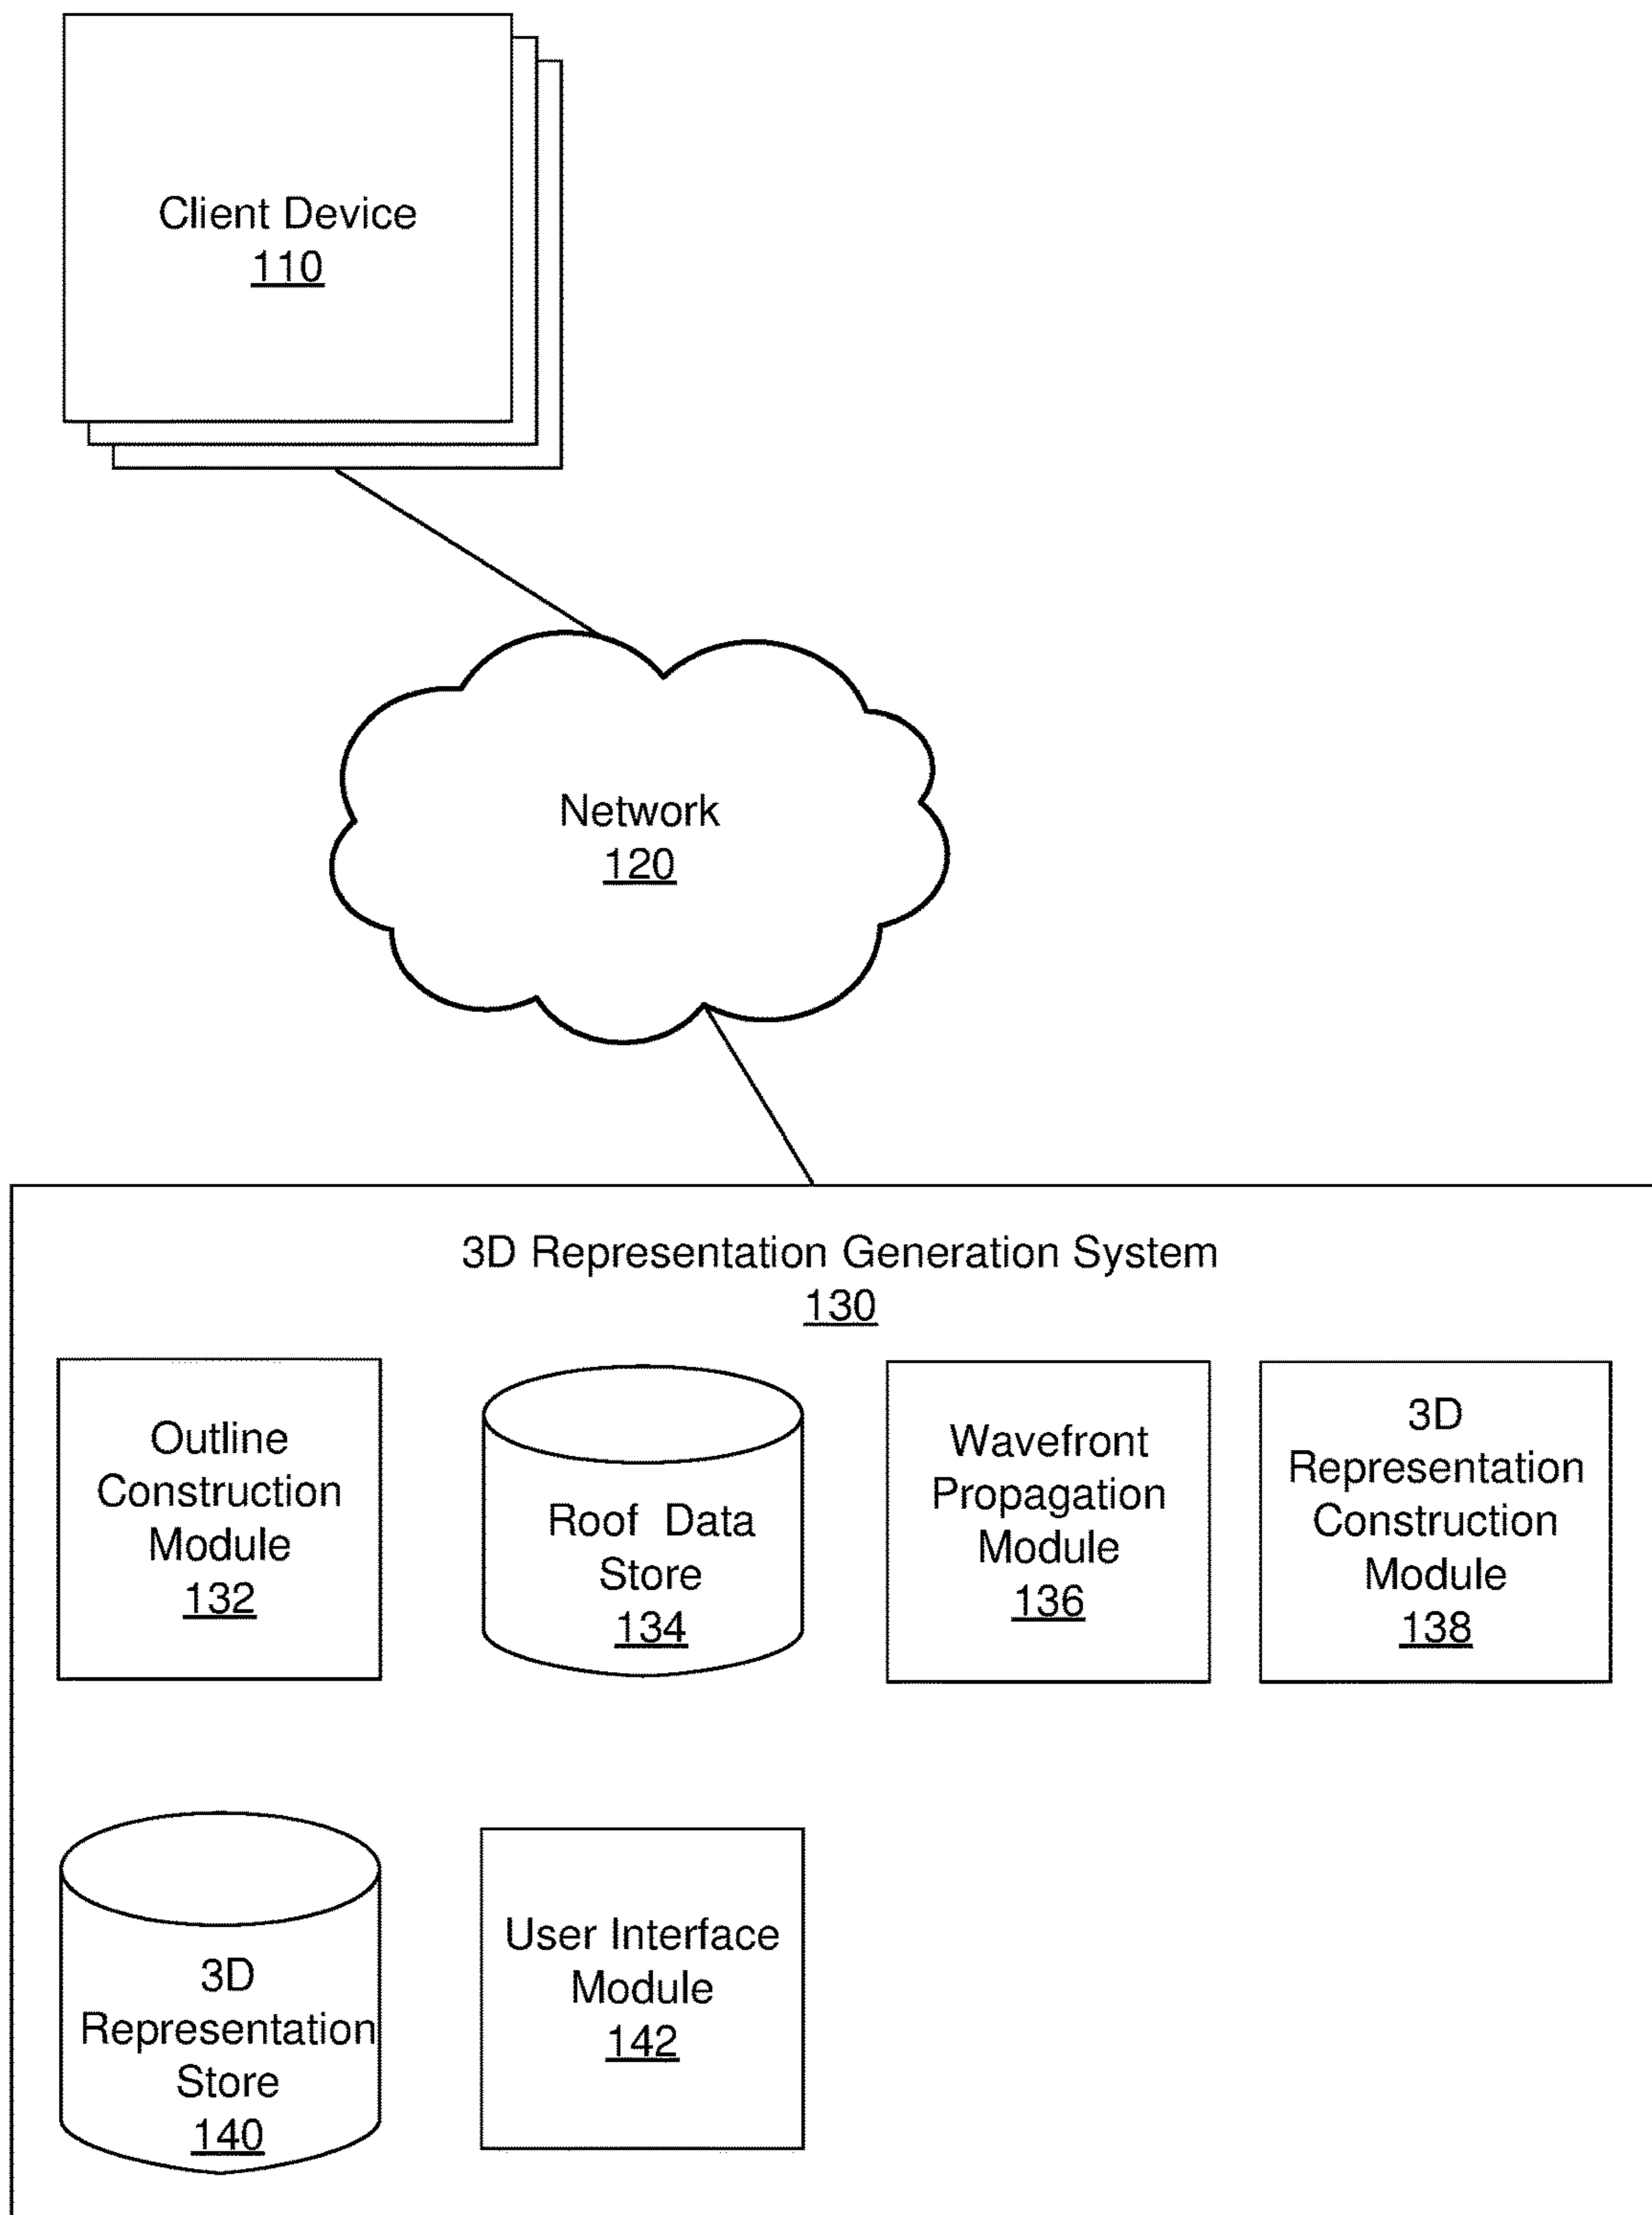 Client Device
110
Network
120
3D Representation Generation System
130
Outline
Construction
Module
132
Roof Data
Store
134
Wavefront
Propagation
Module
136
3D
Representation
Construction
Module
138
3D
Representation
Store
140
User Interface
Module
142